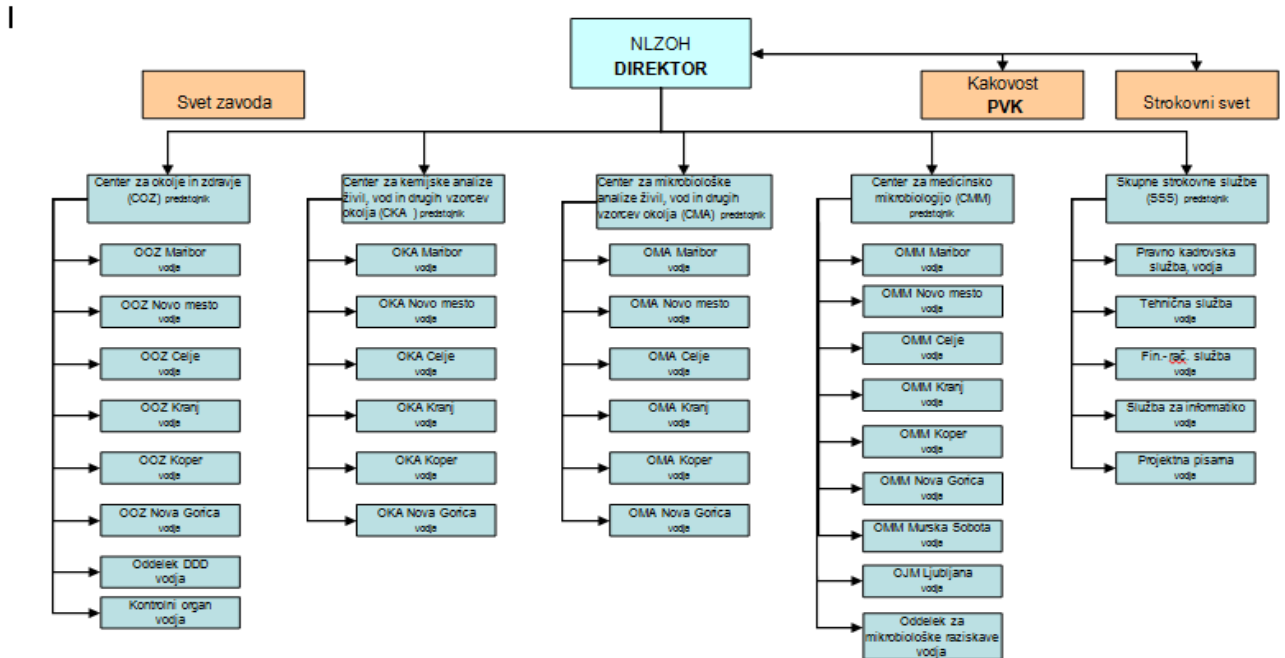 I
NLZOH
DIREKTOR
Svet zavoda
Kakovost
PVK
Strokovni svet
Center za okolje in zdravje
(COZ) predstojnik
OOZ Maribor
vodja
OOZ Novo mesto
vodja
OOZ Celje
vodja
OOZ Kranj
vodja
OOZ Koper
vodja
OOZ Nova Gorica
vodja
Oddelek DDD
vodja
Kontrolni organ
vodja
Center za kemijske analize
živil, vod in drugih vzorcev
okolja (CKA ) predstojnik
OKA Maribor
vodja
OKA Novo mesto
vodja
OKA Celje
vodja
OKA Kranj
vodja
OKA Koper
vodja
OKA Nova Gorica
vodja
Center za mikrobiološke
analize živil, vod in drugih
vzorcev okolja (CMA) predstojnik
OMA Maribor
vodja
OMA Novo mesto
vodja
OMA Celje
vodja
OMA Kranj
vodja
OMA Koper
vodja
OMA Nova Gorica
vodja
Center za medicinsko
mikrobiologijo (CMM)
predstojnik
OMM Maribor
vodja
OMM Novo mesto
vodja
OMM Celje
vodja
OMM Kranj
vodja
OMM Koper
vodja
OMM Nova Gorica
vodja
OMM Murska Sobota
vodja
OJM Ljubljana
vodja
Oddelek za
mikrobiološke raziskave
vodja
Skupne strokovne službe
(SSS) predstojnik
Pravno kadrovska
služba, vodja
Tehnična služba
vodja
Fin.- rač. služba
vodja
Služba za informatiko
vodja
Projektna pisarna
vodja